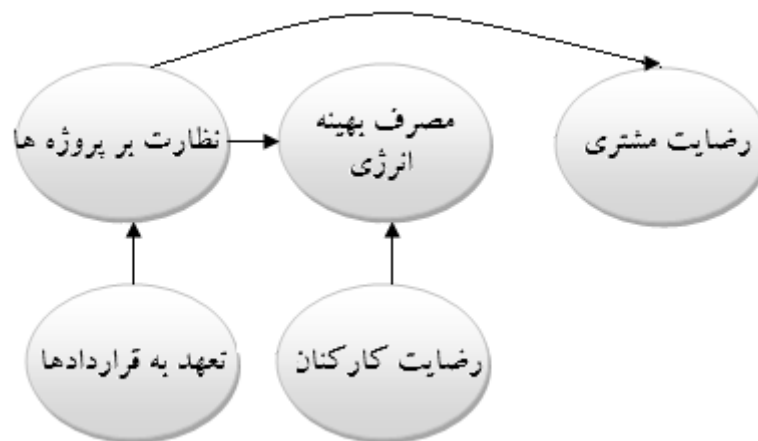 رضایت مشتری
مصرف بهینه
انرژی
نظارت بر پروژه ها
رضایت کارکنان
تعهد به قراردادها